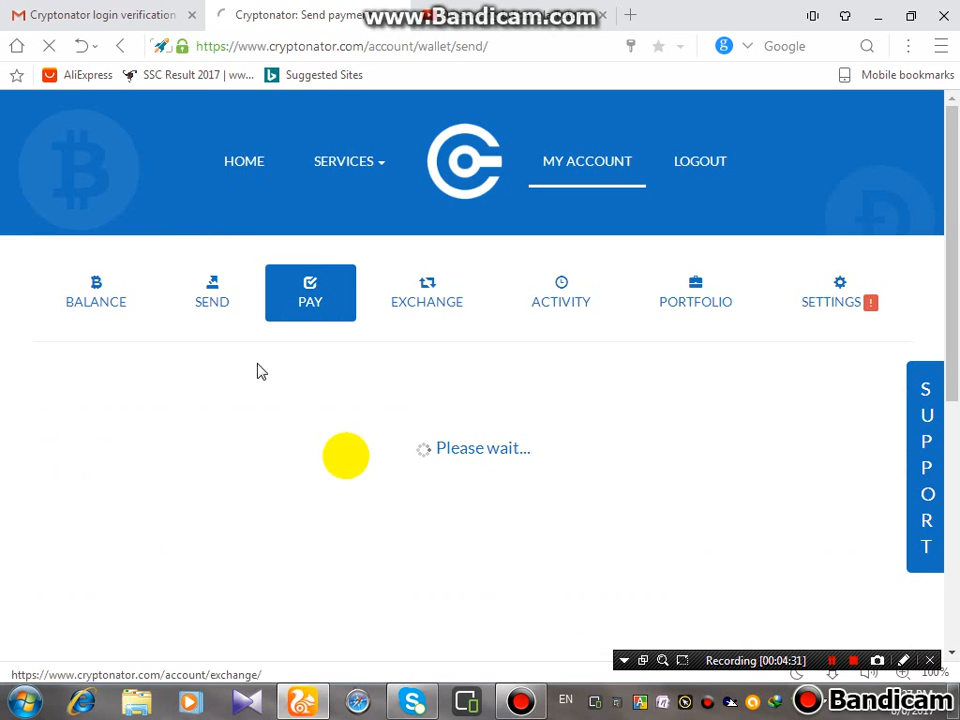 www.Bandicam.com
Cryptonator login verification
Cryptonator: Send payme
https://www.cryptonator.com/account/wallet/send/
Google
AliExpress
SSC Result 2017 | ww...
Suggested Sites
Mobile bookmarks
HOME
SERVICES
MY ACCOUNT
LOGOUT
BALANCE
SEND
PAY
EXCHANGE
ACTIVITY
PORTFOLIO
SETTINGS !
SUPPORT
Please wait...
https://www.cryptonator.com/account/exchange/
Recording [00:04:31]
100%
EN
Bandicam